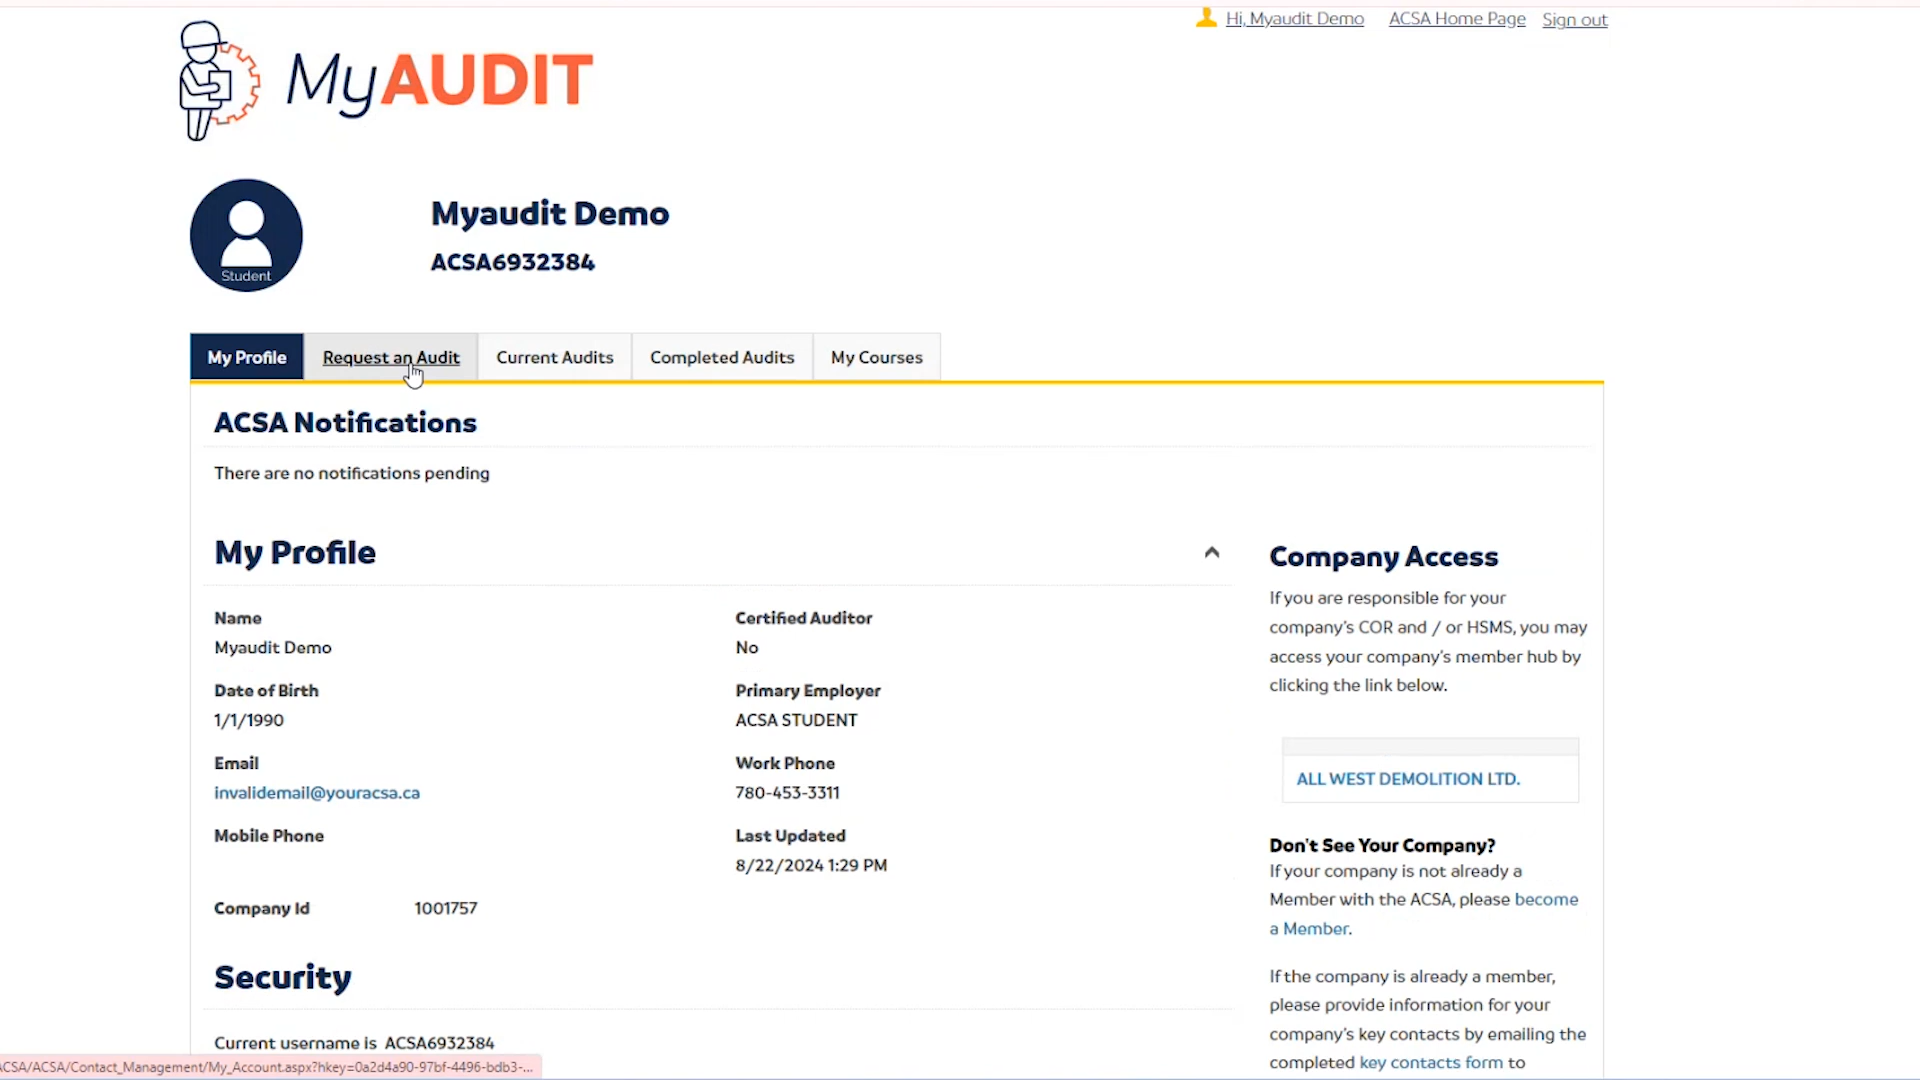 Hi, Myaudit Demo ACSA Home Page Sign out
MyAUDIT
Student
Myaudit Demo
ACSA6932384
My Profile Request an Audit Current Audits Completed Audits My Courses
ACSA Notifications
There are no notifications pending
My Profile
Name
Myaudit Demo
Certified Auditor
No
Date of Birth
1/1/1990
Primary Employer
ACSA STUDENT
Email
invalidemail@youracsa.ca
Work Phone
780-453-3311
Mobile Phone
Last Updated
8/22/2024 1:29 PM
Company Id 1001757
Security
Current username is ACSA6932384
Company Access
If you are responsible for your
company's COR and / or HSMS, you may
access your company's member hub by
clicking the link below.
ALL WEST DEMOLITION LTD.
Don't See Your Company?
If your company is not already a
Member with the ACSA, please become
a Member.
If the company is already a member,
please provide information for your
company's key contacts by emailing the
completed key contacts form to
ACSA/ACSA/Contact_Management/My_Account.aspx?hkey=0a2d4a90-97bf-4496-bdb3-...